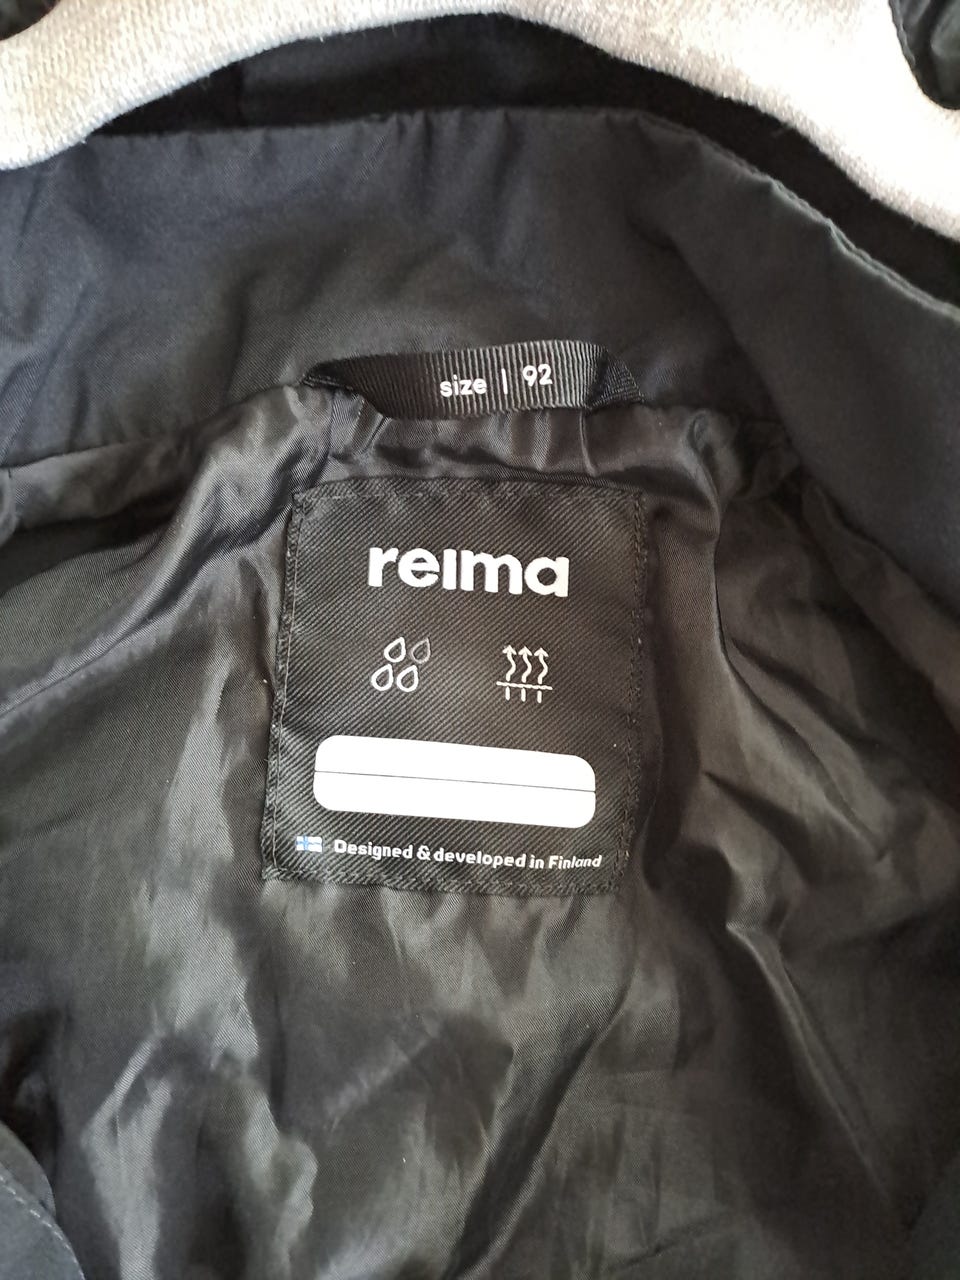 size | 92
reima
Designed & developed in Finland